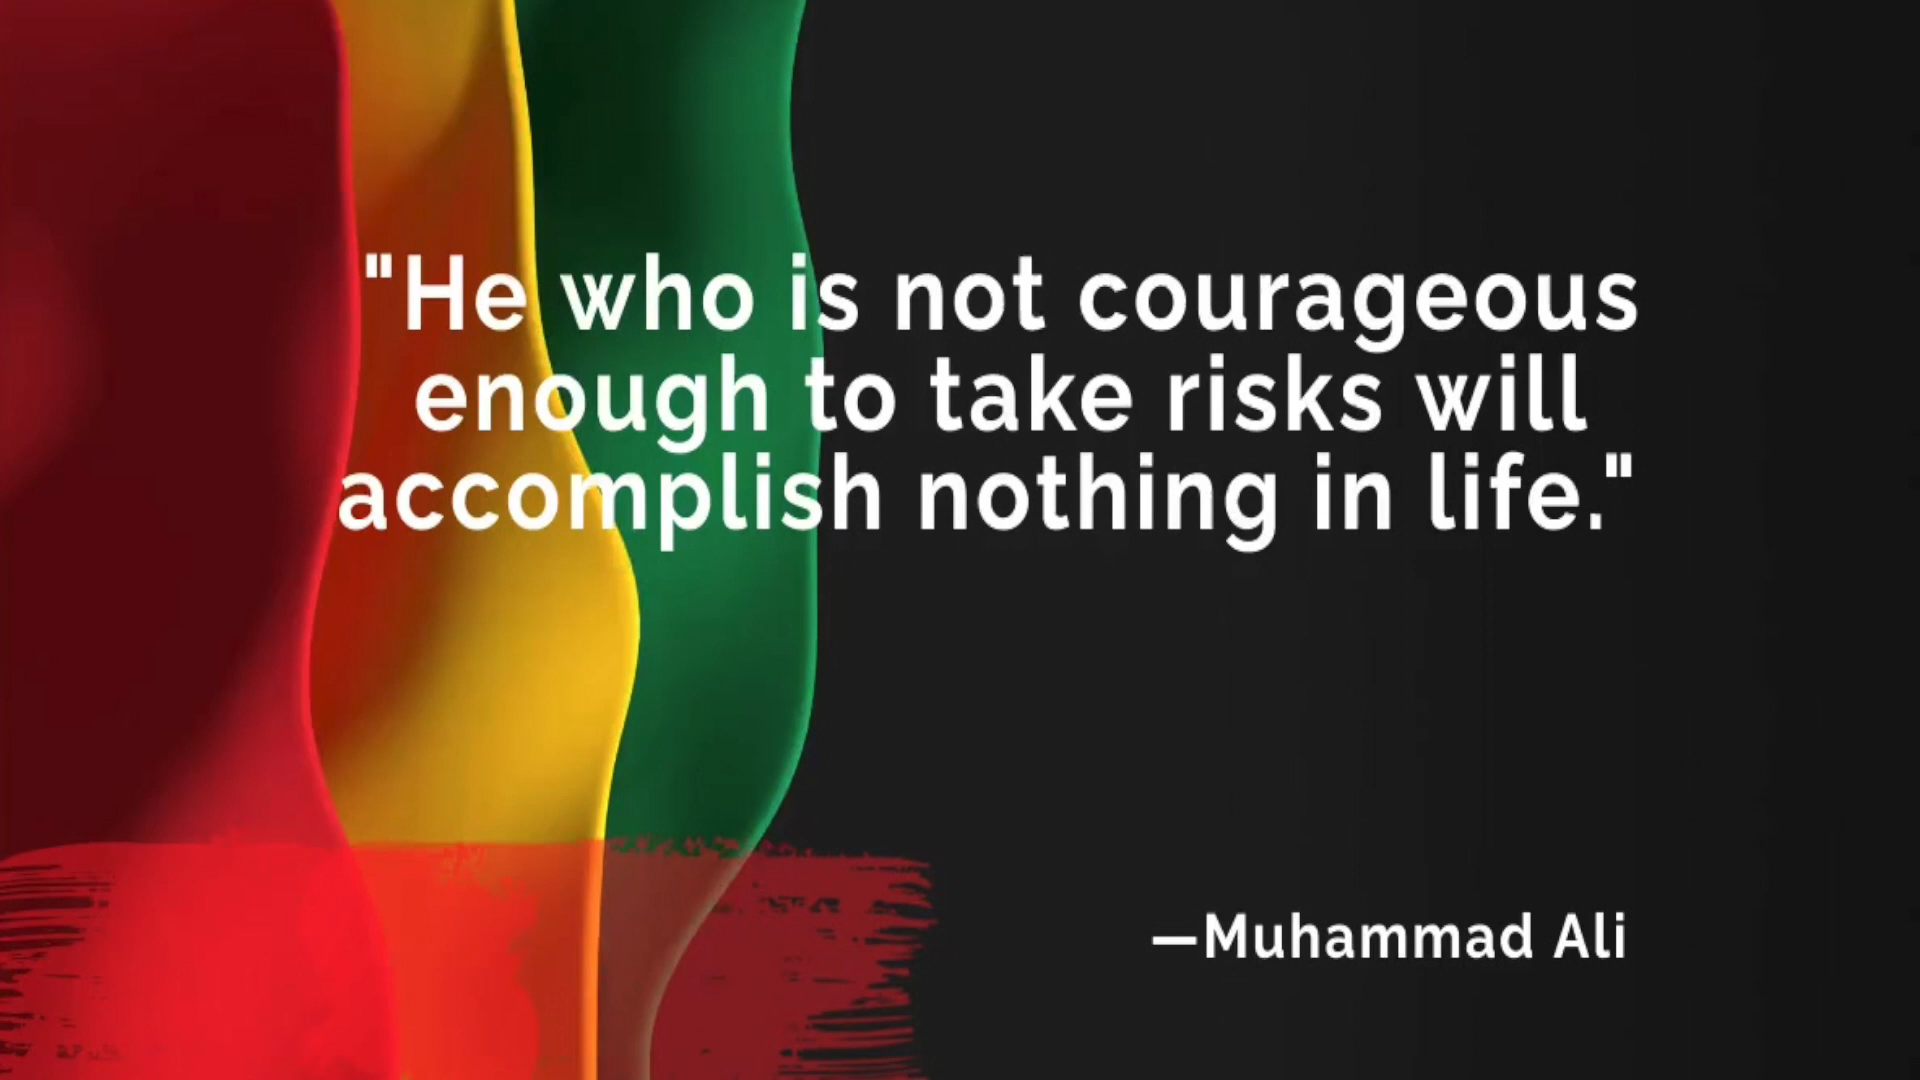 "He who is not courageous
enough to take risks will
accomplish nothing in life."
—Muhammad Ali